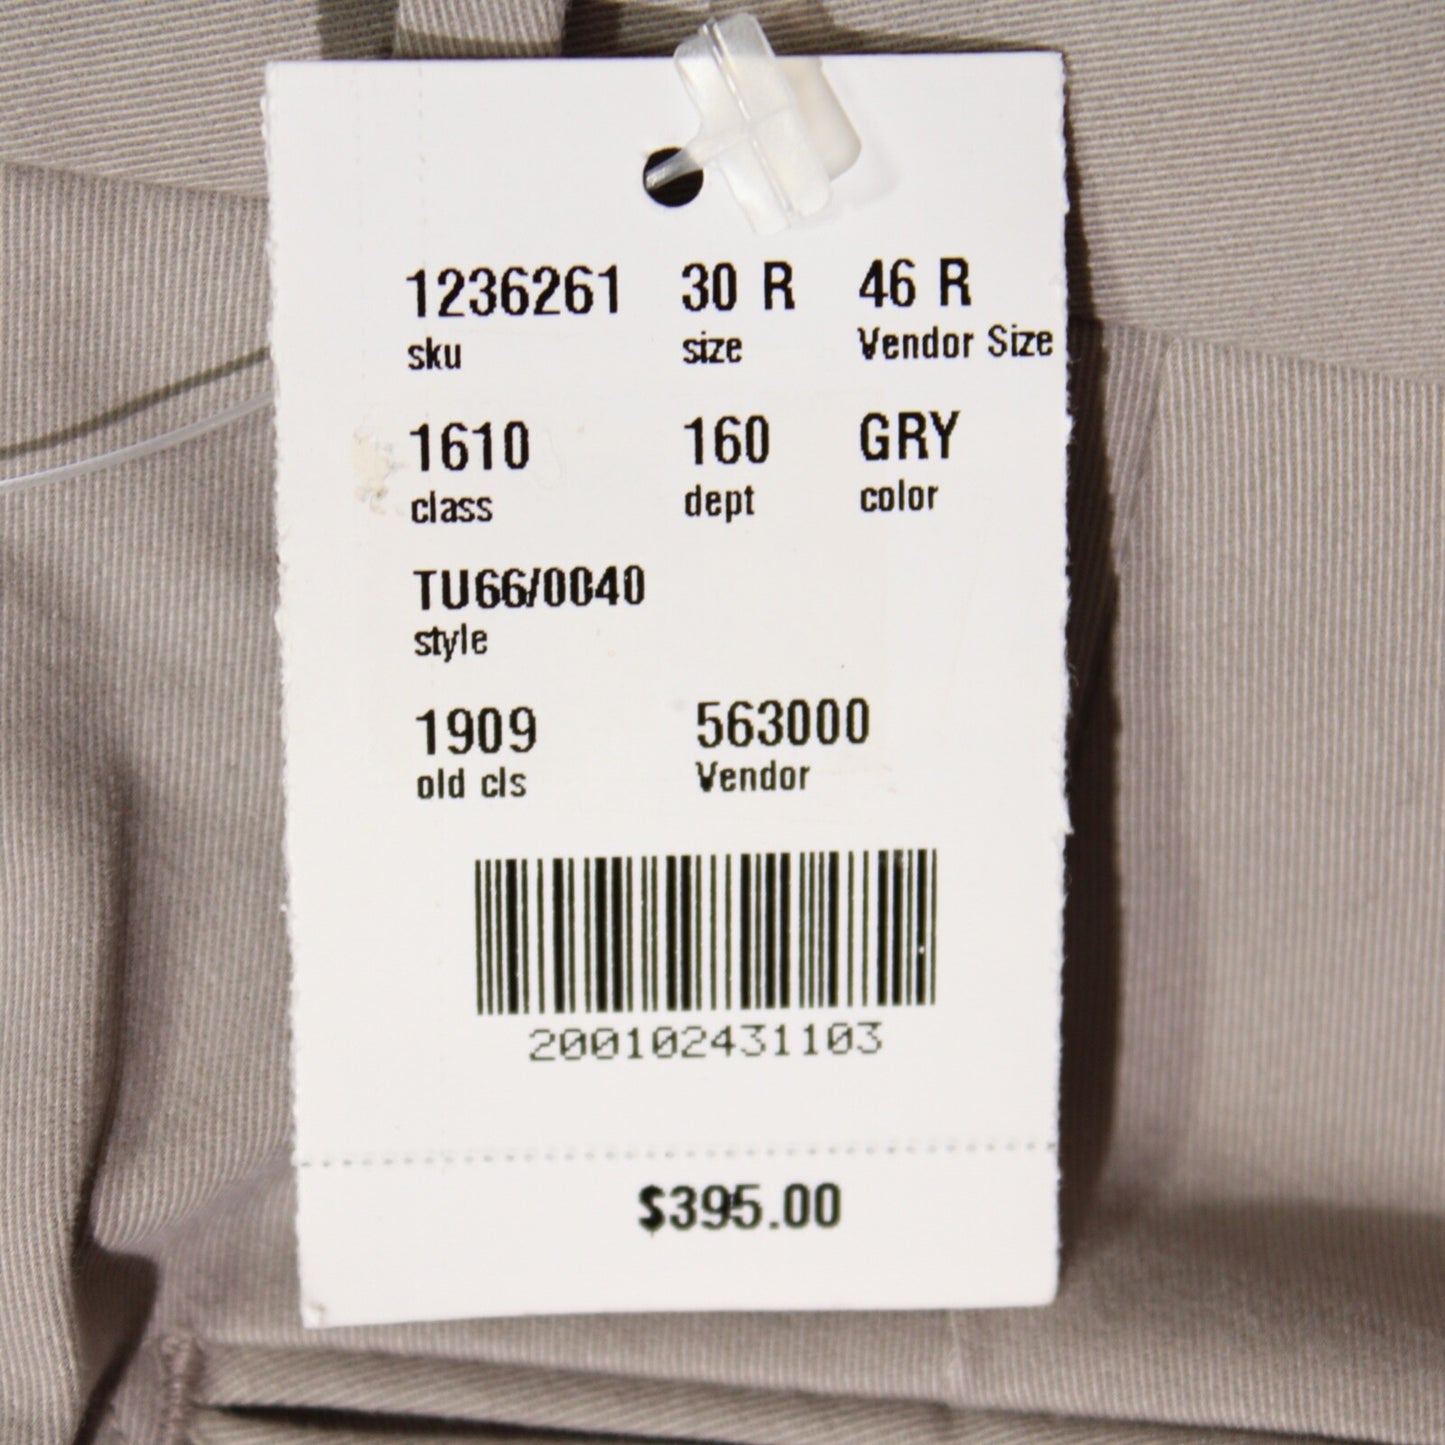 1236261 30 R 46 R
sku size Vendor Size
1610 160 GRY
class dept color
TU66/0040
style
1909 563000
old cls Vendor
200102431103
$395.00